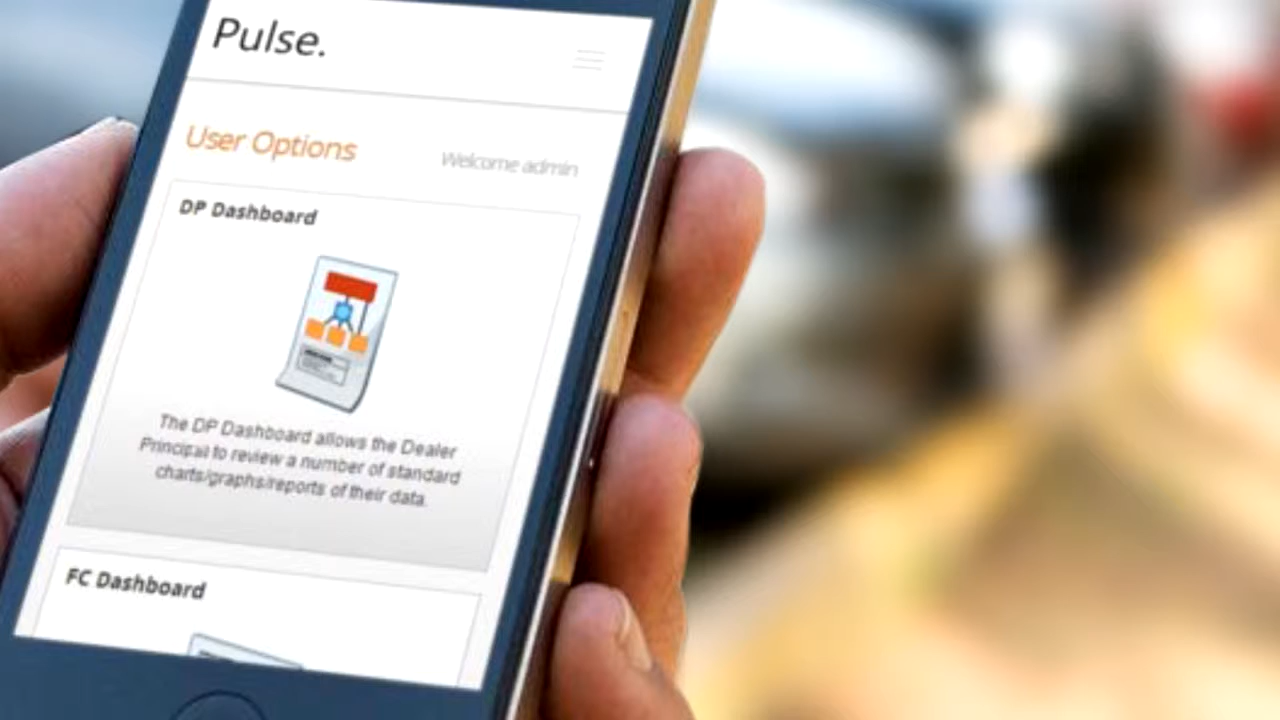 Pulse.
User Options
Welcome admin
DP Dashboard
The DP Dashboard allows the Dealer
Principal to review a number of standard
charts/graphs/reports of their data.
FC Dashboard